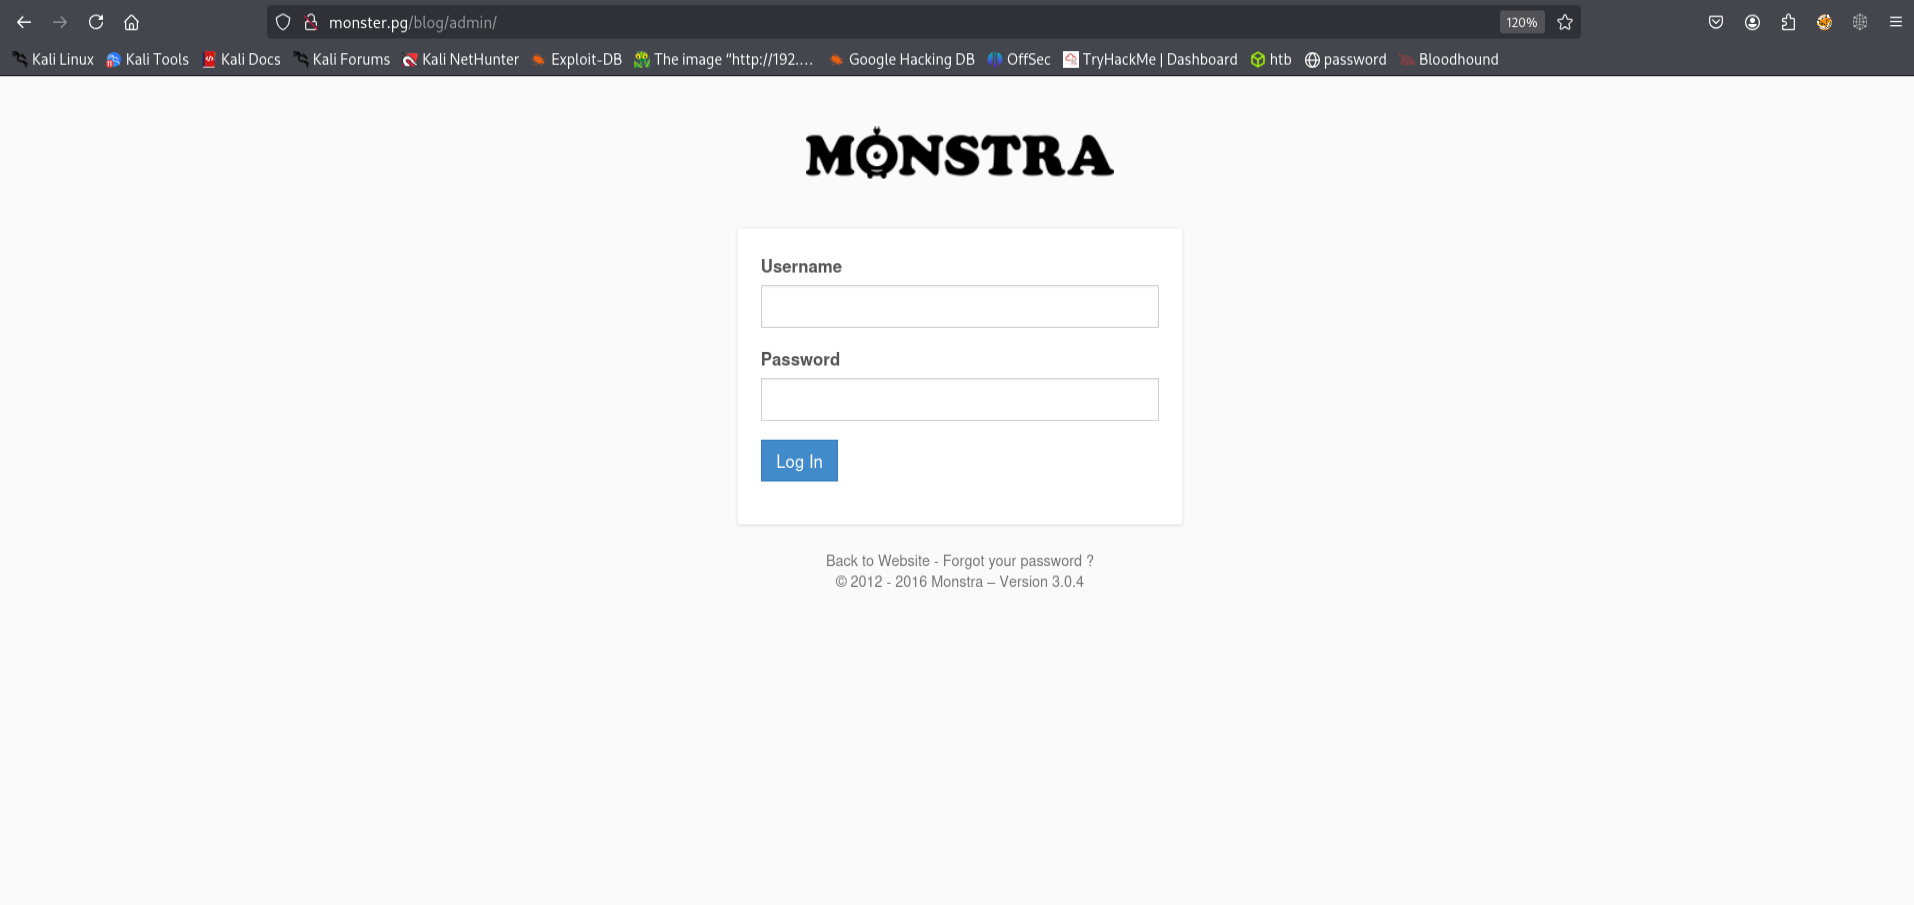 monster.pg/blog/admin/ 120%
Kali Linux Kali Tools Kali Docs Kali Forums Kali NetHunter Exploit-DB The image “http://192.… Google Hacking DB OffSec TryHackMe | Dashboard htb password Bloodhound
MONSTRA
Username
Password
Log In
Back to Website - Forgot your password ?
© 2012 - 2016 Monstra – Version 3.0.4